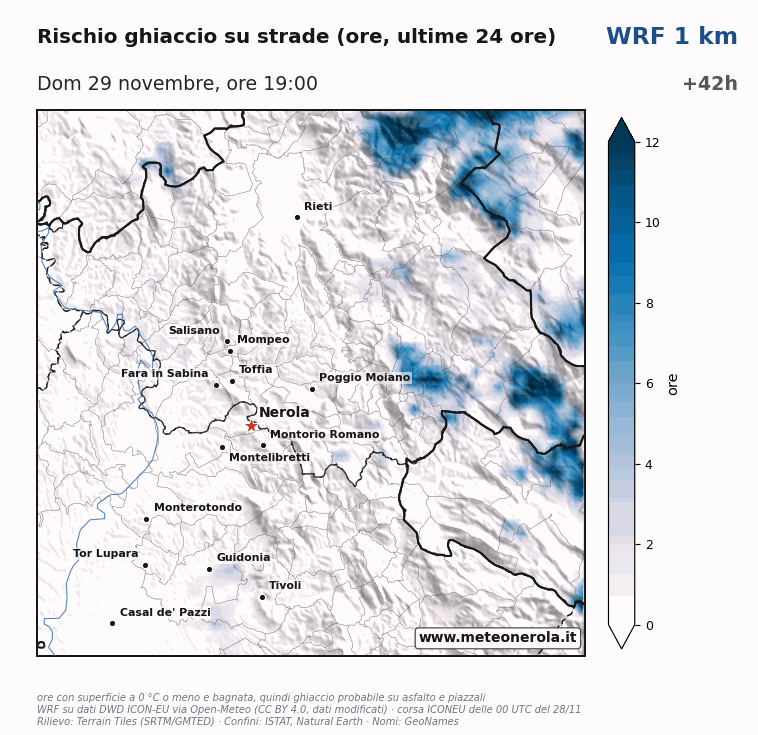 Rischio ghiaccio su strade (ore, ultime 24 ore)
WRF 1 km
Dom 29 novembre, ore 19:00
+42h
Rieti
Salisano
Mompeo
Toffia
Fara in Sabina
Poggio Moiano
Nerola
Montorio Romano
Montelibretti
Monterotondo
Tor Lupara
Guidonia
Tivoli
Casal de' Pazzi
www.meteonerola.it
12
10
8
6
4
2
0
ore
ore con superficie a 0 °C o meno e bagnata, quindi ghiaccio probabile su asfalto e piazzali
WRF su dati DWD ICON-EU via Open-Meteo (CC BY 4.0, dati modificati) · corsa ICONEU delle 00 UTC del 28/11
Rilievo: Terrain Tiles (SRTM/GMTED) · Confini: ISTAT, Natural Earth · Nomi: GeoNames